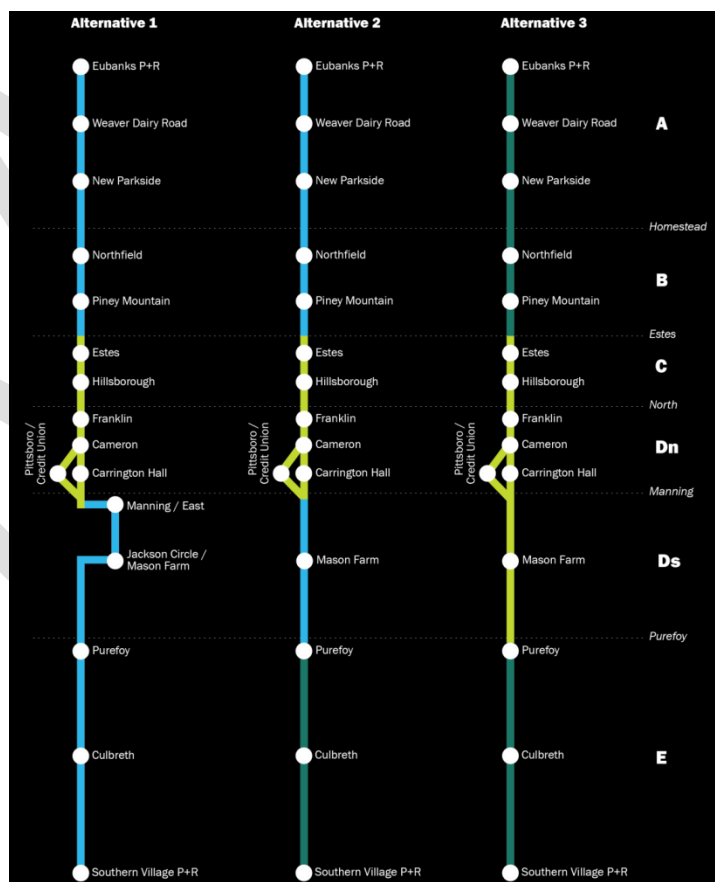 Alternative 1
Alternative 2
Alternative 3
Eubanks P+R
Eubanks P+R
Eubanks P+R
Weaver Dairy Road
Weaver Dairy Road
Weaver Dairy Road
A
New Parkside
New Parkside
New Parkside
Homestead
Northfield
Northfield
Northfield
B
Piney Mountain
Piney Mountain
Piney Mountain
Estes
Estes
Estes
Estes
C
Hillsborough
Hillsborough
Hillsborough
North
Franklin
Franklin
Franklin
Pittsboro /
Credit Union
Cameron
Pittsboro /
Credit Union
Cameron
Pittsboro /
Credit Union
Cameron
Dn
Carrington Hall
Carrington Hall
Carrington Hall
Manning
Manning / East
Jackson Circle /
Mason Farm
Mason Farm
Mason Farm
Ds
Purefoy
Purefoy
Purefoy
Purefoy
Culbreth
Culbreth
Culbreth
E
Southern Village P+R
Southern Village P+R
Southern Village P+R